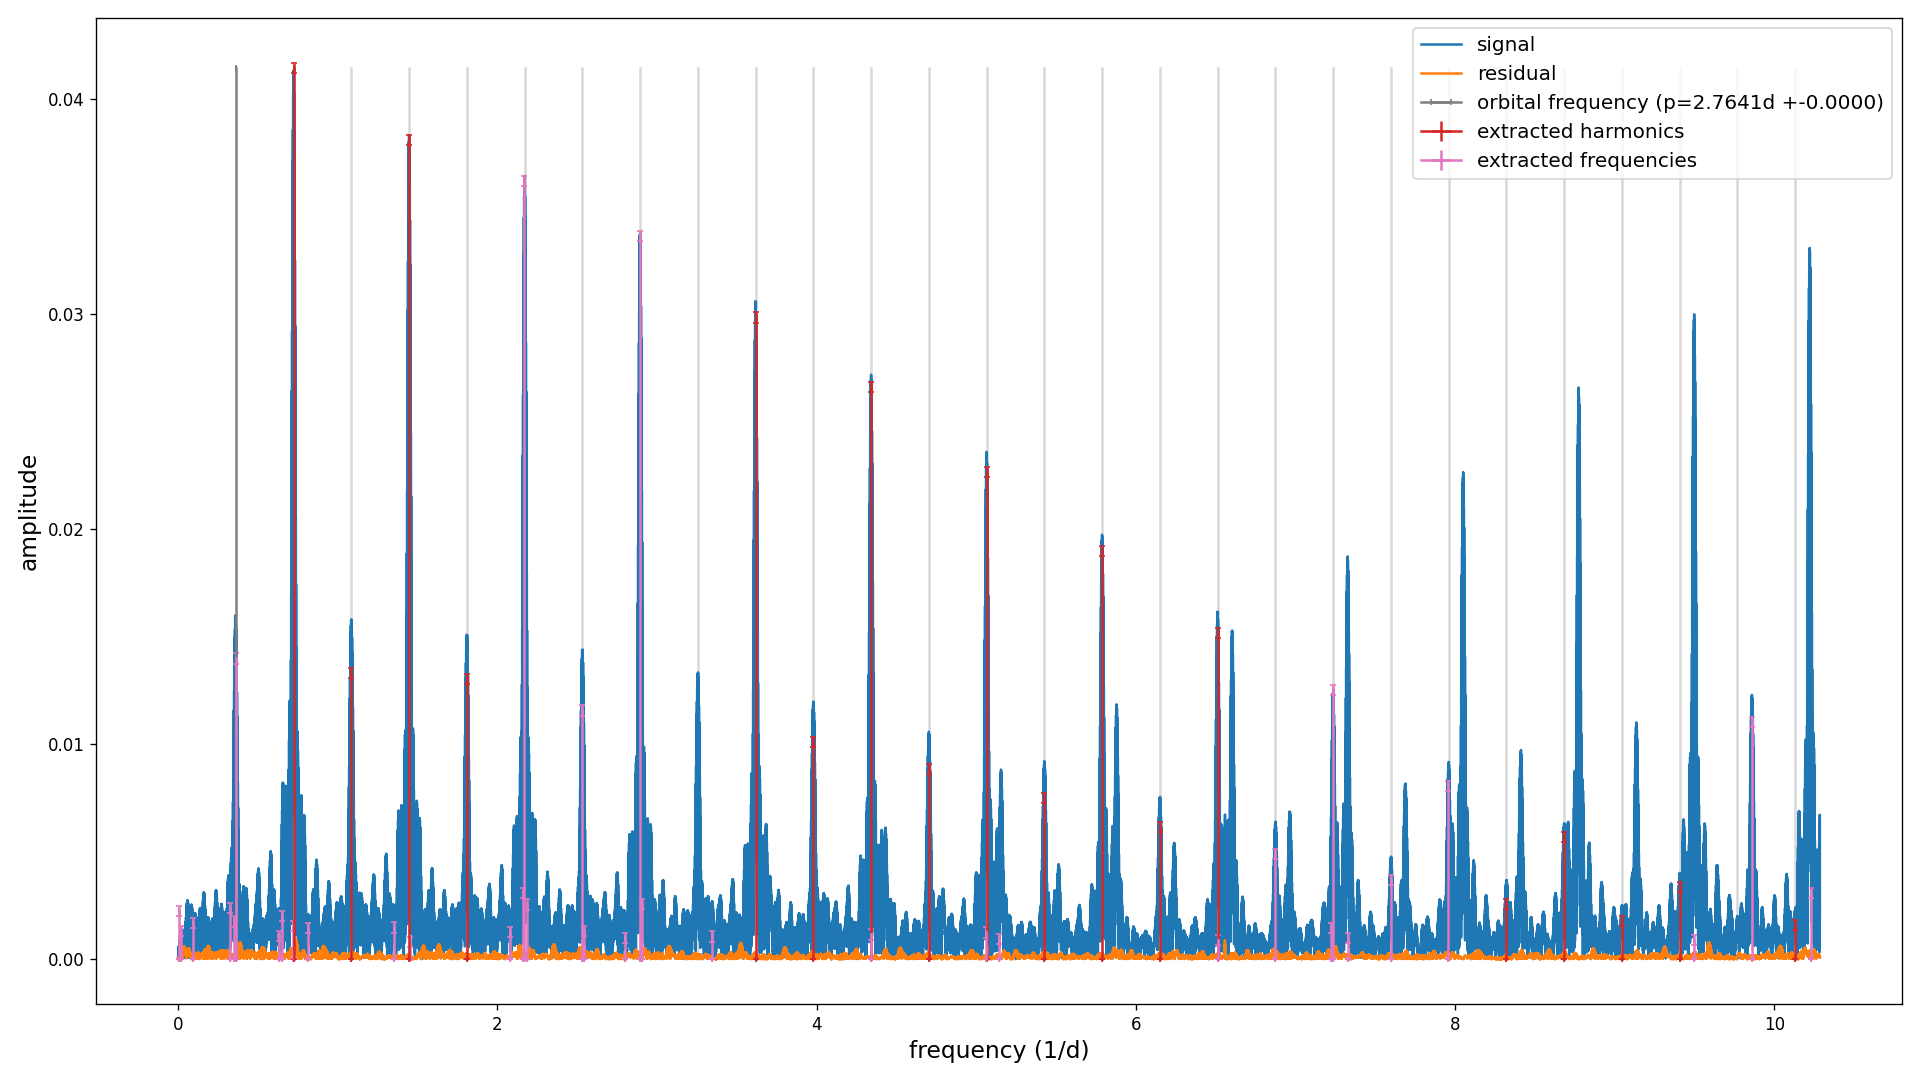 signal
residual
orbital frequency (p=2.7641d +-0.0000)
extracted harmonics
extracted frequencies
0.04
0.03
0.02
0.01
0.00
amplitude
0 2 4 6 8 10
frequency (1/d)